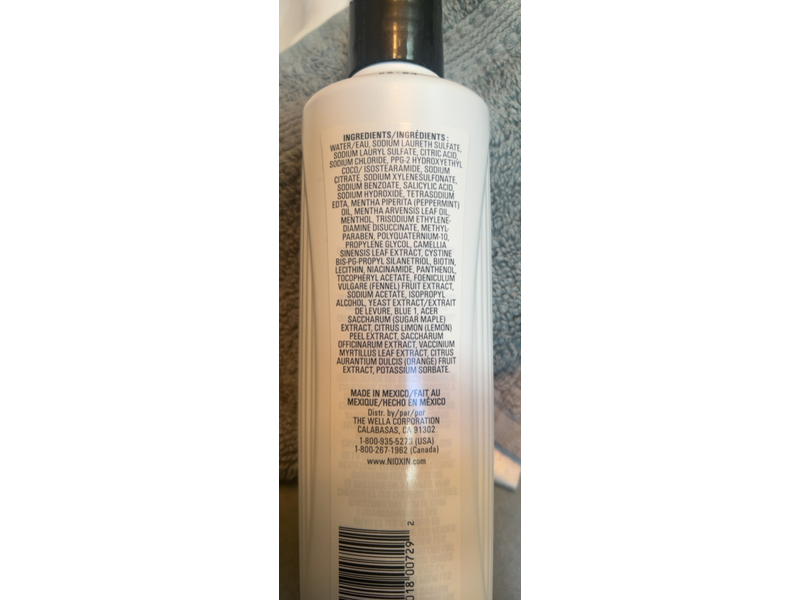 INGREDIENTS/INGRÉDIENTS :
WATER/EAU, SODIUM LAURETH SULFATE,
SODIUM LAURYL SULFATE, CITRIC ACID,
SODIUM CHLORIDE, PPG-2 HYDROXYETHYL
COCO/ ISOSTEARAMIDE, SODIUM
CITRATE, SODIUM XYLENESULFONATE,
SODIUM BENZOATE, SALICYLIC ACID,
SODIUM HYDROXIDE, TETRASODIUM
EDTA, MENTHA PIPERITA (PEPPERMINT)
OIL, MENTHA ARVENSIS LEAF OIL,
MENTHOL, TRISODIUM ETHYLENE-
DIAMINE DISUCCINATE, METHYL-
PARABEN, POLYQUATERNIUM-10,
PROPYLENE GLYCOL, CAMELLIA
SINENSIS LEAF EXTRACT, CYSTINE
BIS-PG-PROPYL SILANETRIOL, BIOTIN,
LECITHIN, NIACINAMIDE, PANTHENOL,
TOCOPHERYL ACETATE, FOENICULUM
VULGARE (FENNEL) FRUIT EXTRACT,
SODIUM ACETATE, ISOPROPYL
ALCOHOL, YEAST EXTRACT/EXTRAIT
DE LEVURE, BLUE 1, ACER
SACCHARUM (SUGAR MAPLE)
EXTRACT, CITRUS LIMON (LEMON)
PEEL EXTRACT, SACCHARUM
OFFICINARUM EXTRACT, VACCINIUM
MYRTILLUS LEAF EXTRACT, CITRUS
AURANTIUM DULCIS (ORANGE) FRUIT
EXTRACT, POTASSIUM SORBATE.
MADE IN MEXICO/FAIT AU
MEXIQUE/HECHO EN MÉXICO
Distr. by/par/por
THE WELLA CORPORATION
CALABASAS, CA 91302
1-800-935-5273 (USA)
1-800-267-1962 (Canada)
www.NIOXIN.com
018 00729 2